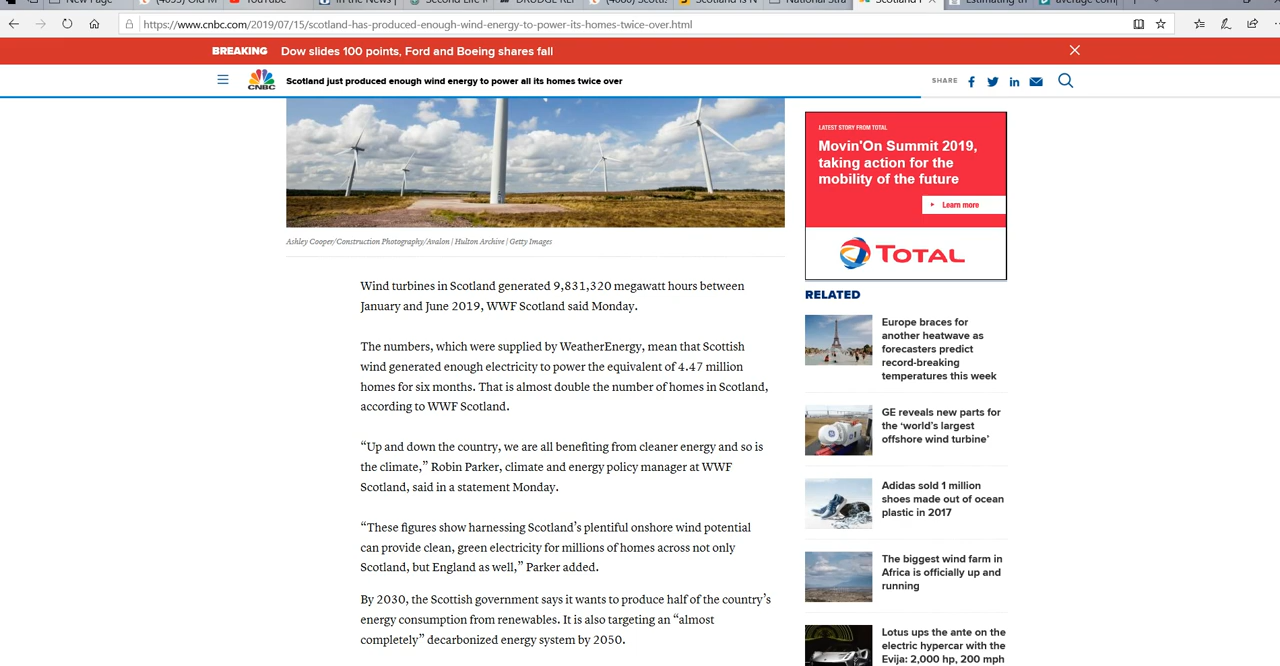 New Page
(4095) Old M
YouTube
In the News
Second Life M
DRUDGE REP
(4080) Scotla
Scotland is N
National Stra
Scotland P
Estimating th
average comp
https://www.cnbc.com/2019/07/15/scotland-has-produced-enough-wind-energy-to-power-its-homes-twice-over.html
BREAKING Dow slides 100 points, Ford and Boeing shares fall
CNBC Scotland just produced enough wind energy to power all its homes twice over SHARE
LATEST STORY FROM TOTAL
Movin'On Summit 2019,
taking action for the
mobility of the future
Learn more
TOTAL
Ashley Cooper/Construction Photography/Avalon | Hulton Archive | Getty Images
Wind turbines in Scotland generated 9,831,320 megawatt hours between
January and June 2019, WWF Scotland said Monday.
The numbers, which were supplied by WeatherEnergy, mean that Scottish
wind generated enough electricity to power the equivalent of 4.47 million
homes for six months. That is almost double the number of homes in Scotland,
according to WWF Scotland.
“Up and down the country, we are all benefiting from cleaner energy and so is
the climate,” Robin Parker, climate and energy policy manager at WWF
Scotland, said in a statement Monday.
“These figures show harnessing Scotland’s plentiful onshore wind potential
can provide clean, green electricity for millions of homes across not only
Scotland, but England as well,” Parker added.
By 2030, the Scottish government says it wants to produce half of the country’s
energy consumption from renewables. It is also targeting an “almost
completely” decarbonized energy system by 2050.
RELATED
Europe braces for
another heatwave as
forecasters predict
record-breaking
temperatures this week
GE reveals new parts for
the ‘world’s largest
offshore wind turbine’
Adidas sold 1 million
shoes made out of ocean
plastic in 2017
The biggest wind farm in
Africa is officially up and
running
Lotus ups the ante on the
electric hypercar with the
Evija: 2,000 hp, 200 mph